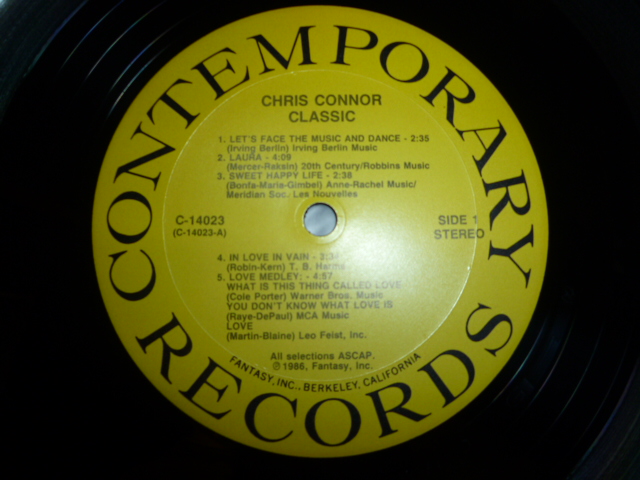 CONTEMPORARY RECORDS
CHRIS CONNOR
CLASSIC
1. LET'S FACE THE MUSIC AND DANCE - 2:35
(Irving Berlin) Irving Berlin Music
2. LAURA - 4:09
(Mercer-Raksin) 20th Century/Robbins Music
3. SWEET HAPPY LIFE - 2:38
(Bonfa-Maria-Gimbel) Anne-Rachel Music/
Meridian Soc. Les Nouvelles
C-14023
(C-14023-A)
SIDE 1
STEREO
4. IN LOVE IN VAIN -
(Robin-Kern) T. B. Harms
5. LOVE MEDLEY: - 4:57
WHAT IS THIS THING CALLED LOVE
(Cole Porter) Warner Bros. Music
YOU DON'T KNOW WHAT LOVE IS
(Raye-DePaul) MCA Music
LOVE
(Martin-Blaine) Leo Feist, Inc.
All selections ASCAP.
℗1986, Fantasy, Inc.
FANTASY, INC., BERKELEY, CALIFORNIA